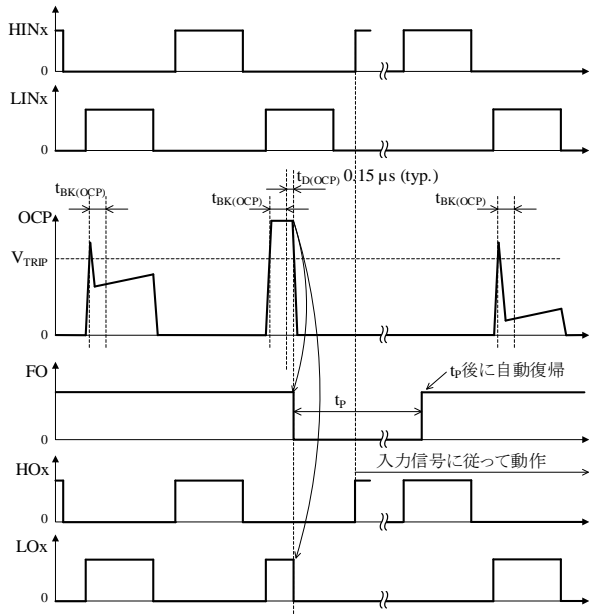 HINx
0
LINx
0
tD(OCP) 0.15 µs (typ.)
tBK(OCP)
tBK(OCP)
tBK(OCP)
OCP
VTRIP
0
FO
tP後に自動復帰
tP
0
入力信号に従って動作
HOx
0
LOx
0